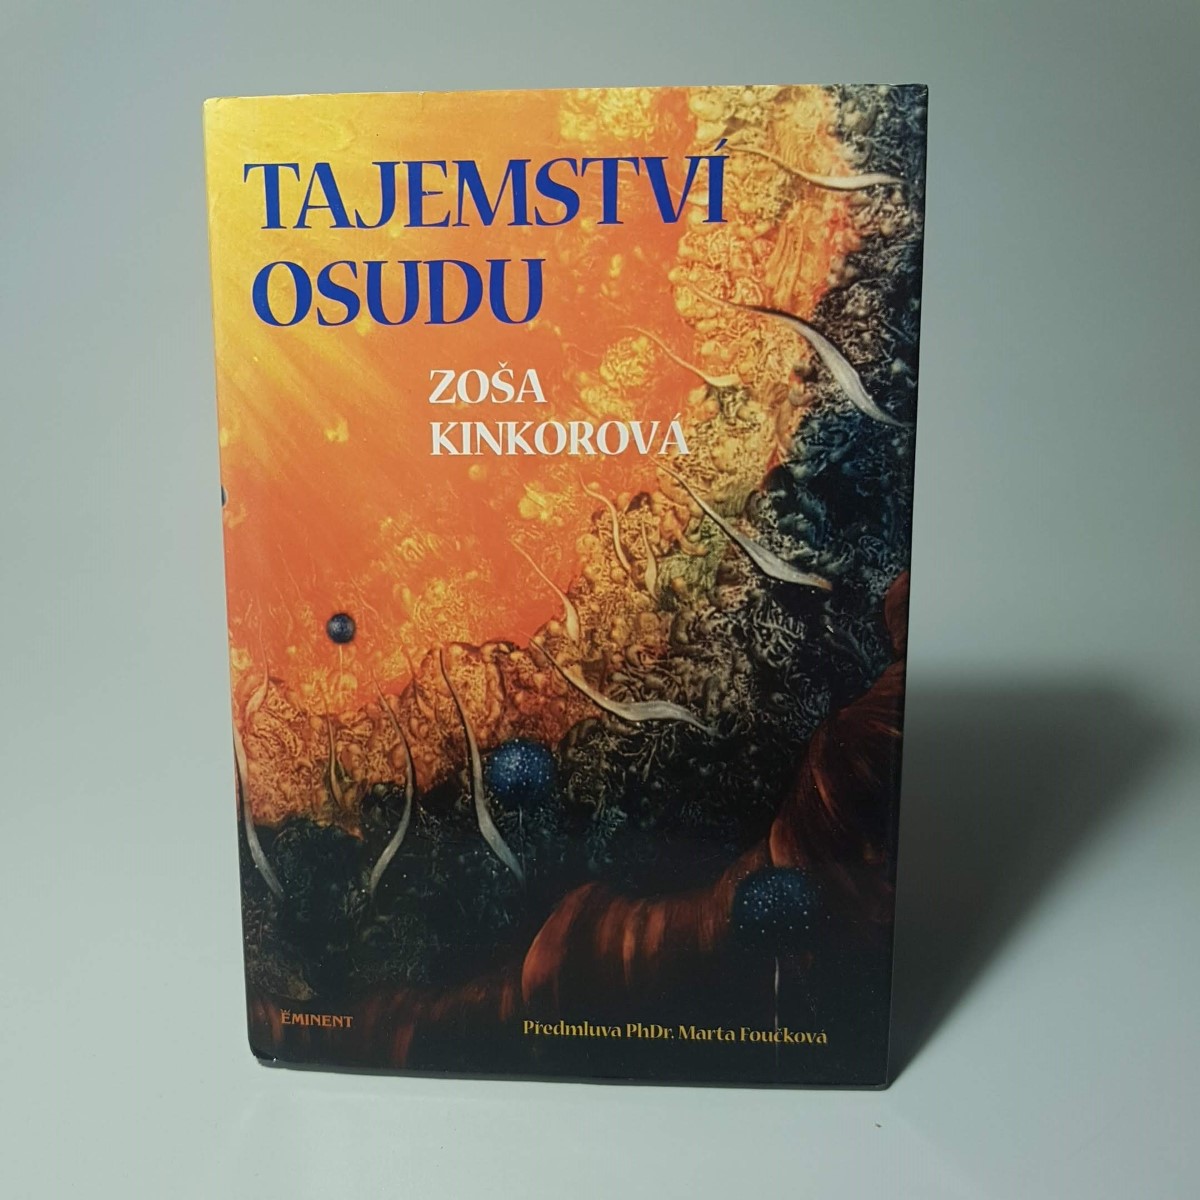 TAJEMSTVÍ
OSUDU
ZOŠA
KINKOROVÁ
EMINENT
Předmluva PhDr. Marta Foučková